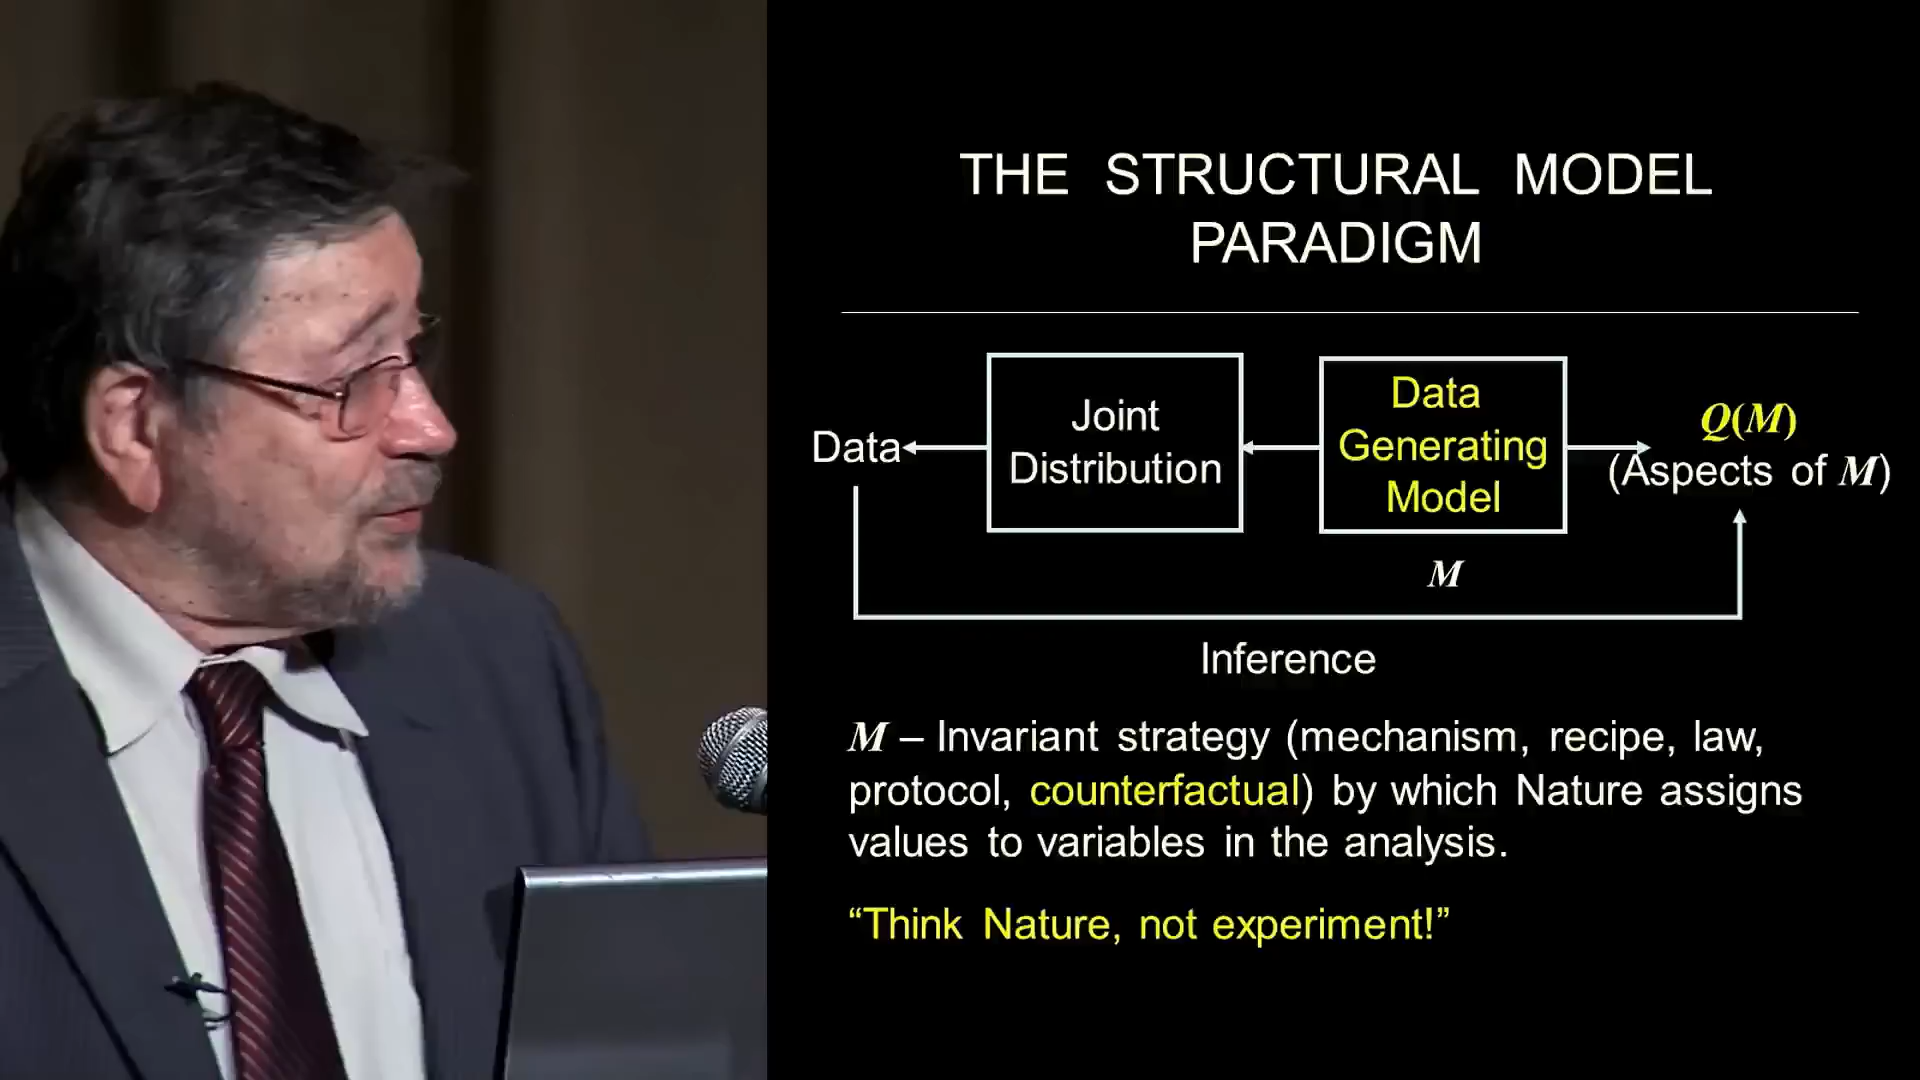 THE STRUCTURAL MODEL
PARADIGM
Data
Joint
Distribution
Data
Generating
Model
Q(M)
(Aspects of M)
M
Inference
M – Invariant strategy (mechanism, recipe, law,
protocol, counterfactual) by which Nature assigns
values to variables in the analysis.
“Think Nature, not experiment!”